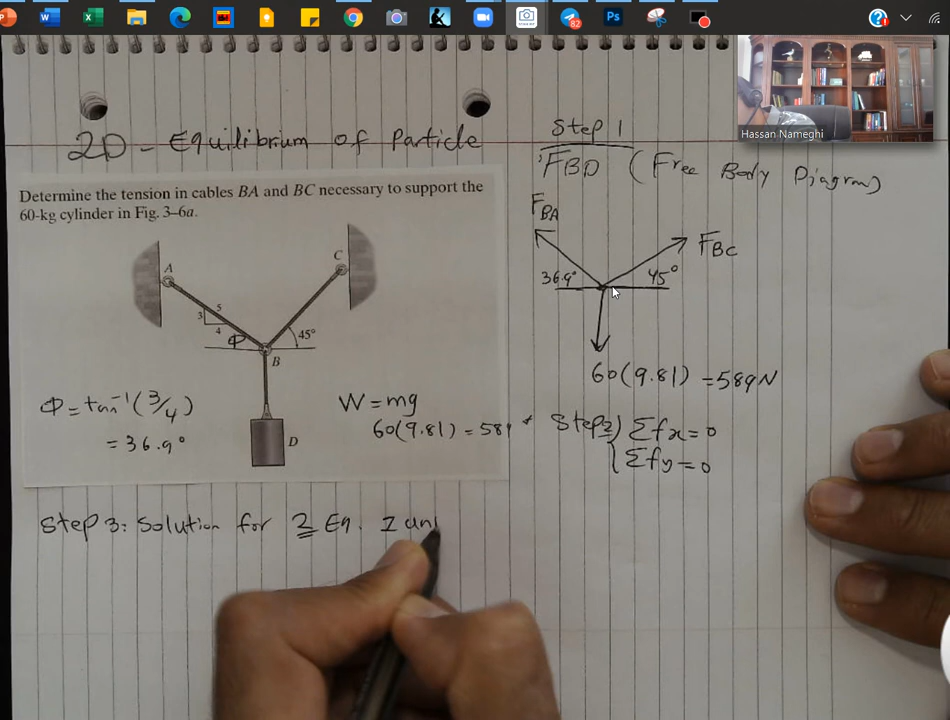 82
Hassan Nameghi
2D - Equilibrium of Particle
Determine the tension in cables BA and BC necessary to support the
60-kg cylinder in Fig. 3–6a.
A
C
5
3
4
Φ
45°
B
D
Φ = tan⁻¹(3/4)
= 36.9°
W = mg
60(9.81) = 589
Step 1
FBD (Free Body Diagram)
FBA
FBC
36.9°
45°
60(9.81) = 589N
Step 2) Σfx = 0
Σfy = 0
Step 3: Solution for 2 Eq.